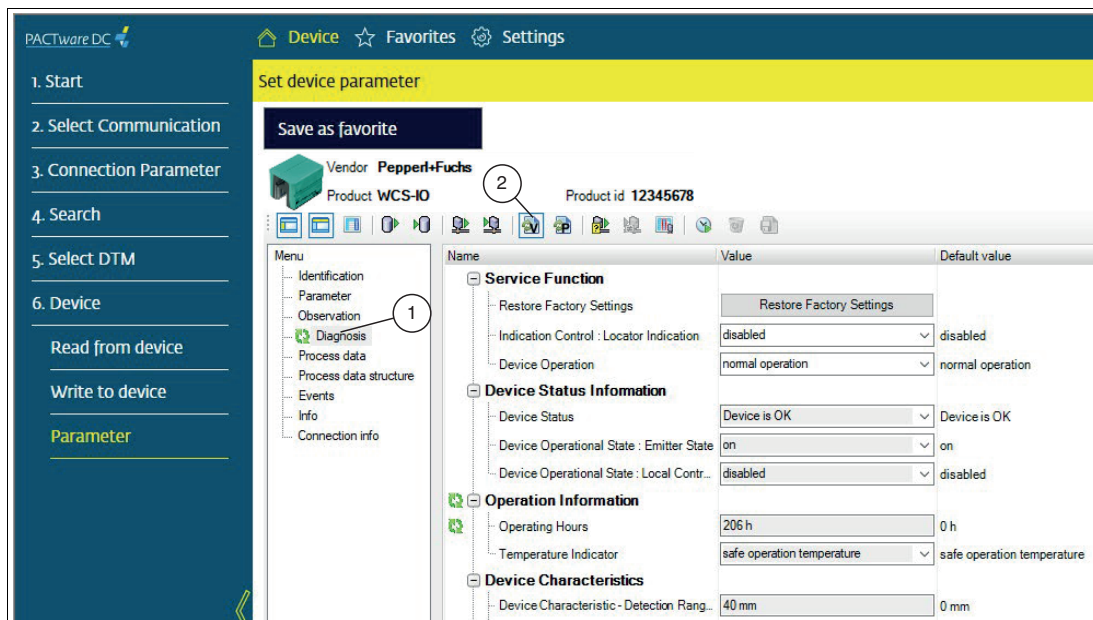 PACTware DC
Device Favorites Settings
1. Start
2. Select Communication
3. Connection Parameter
4. Search
5. Select DTM
6. Device
Read from device
Write to device
Parameter
Set device parameter
Save as favorite
Vendor Pepperl+Fuchs
Product WCS-IO Product id 12345678
2
Menu
Identification
Parameter
Observation
Diagnosis
Process data
Process data structure
Events
Info
Connection info
1
Name Value Default value
Service Function
Restore Factory Settings Restore Factory Settings
Indication Control : Locator Indication disabled disabled
Device Operation normal operation normal operation
Device Status Information
Device Status Device is OK Device is OK
Device Operational State : Emitter State on on
Device Operational State : Local Contr... disabled disabled
Operation Information
Operating Hours 206 h 0 h
Temperature Indicator safe operation temperature safe operation temperature
Device Characteristics
Device Characteristic - Detection Rang... 40 mm 0 mm